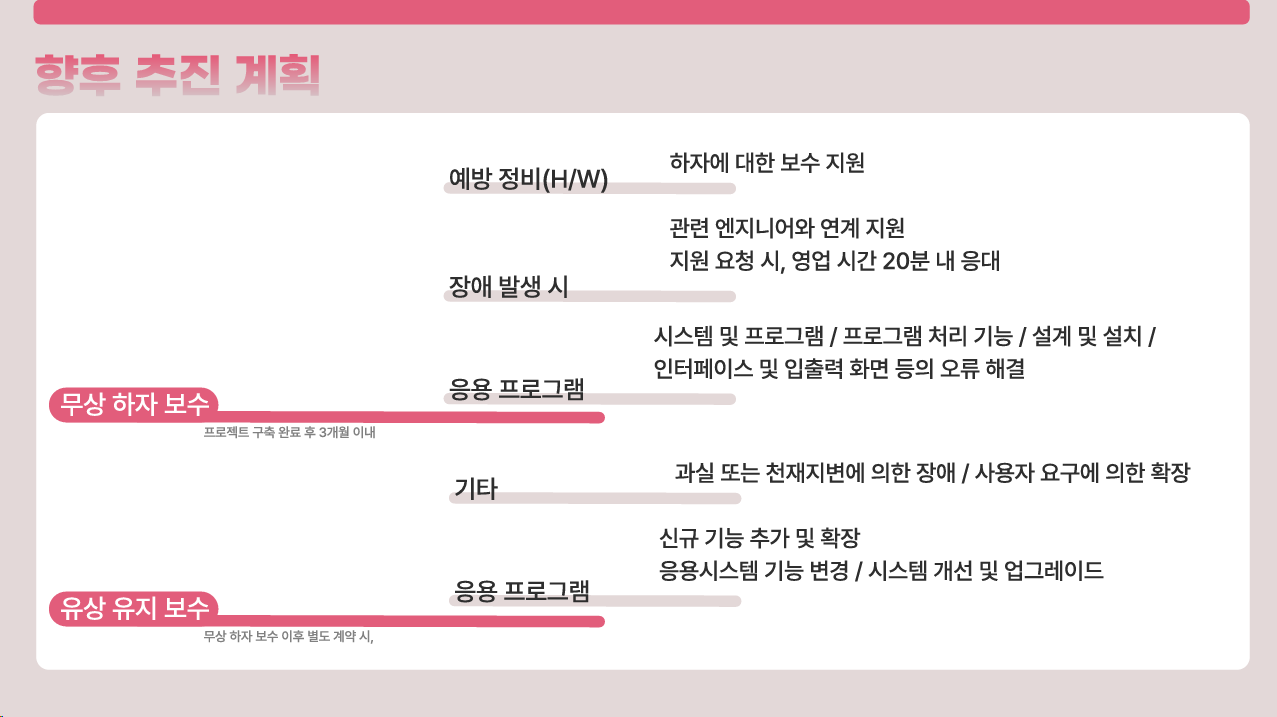 향후 추진 계획
하자에 대한 보수 지원
예방 정비(H/W)
관련 엔지니어와 연계 지원
지원 요청 시, 영업 시간 20분 내 응대
장애 발생 시
시스템 및 프로그램 / 프로그램 처리 기능 / 설계 및 설치 /
인터페이스 및 입출력 화면 등의 오류 해결
응용 프로그램
무상 하자 보수
프로젝트 구축 완료 후 3개월 이내
과실 또는 천재지변에 의한 장애 / 사용자 요구에 의한 확장
기타
신규 기능 추가 및 확장
응용시스템 기능 변경 / 시스템 개선 및 업그레이드
응용 프로그램
유상 유지 보수
무상 하자 보수 이후 별도 계약 시,